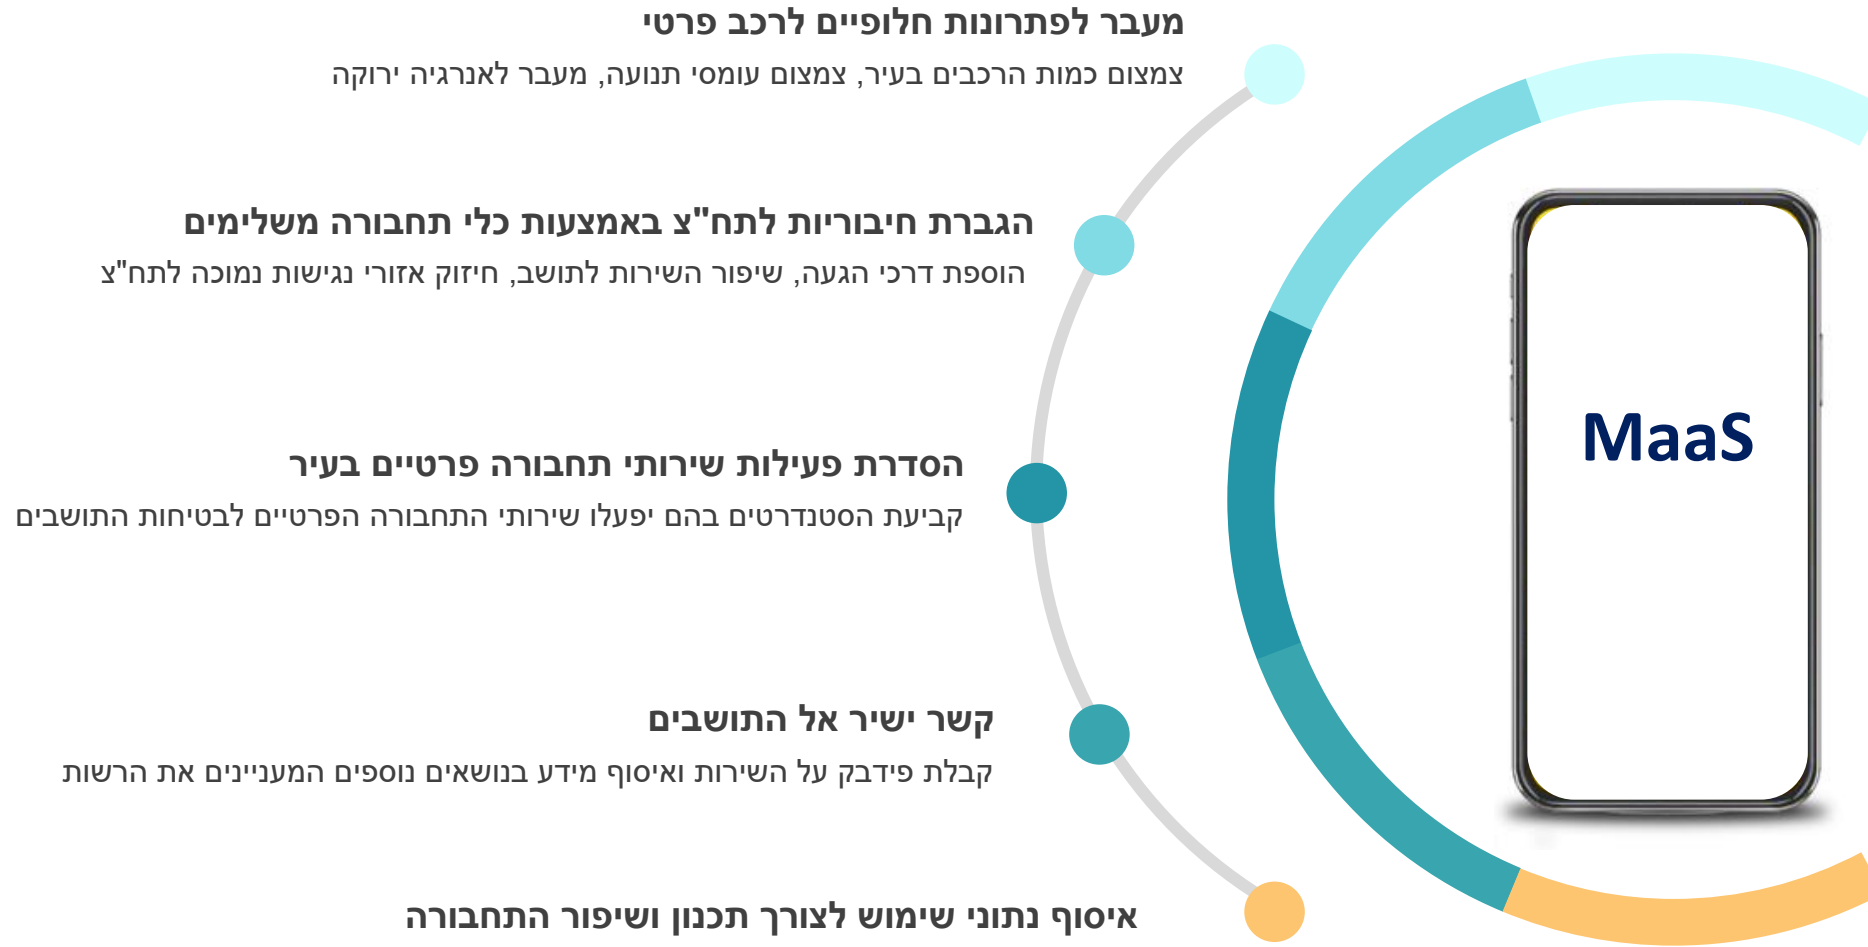 מעבר לפתרונות חלופיים לרכב פרטי
צמצום כמות הרכבים בעיר, צמצום עומסי תנועה, מעבר לאנרגיה ירוקה
הגברת חיבוריות לתח"צ באמצעות כלי תחבורה משלימים
הוספת דרכי הגעה, שיפור השירות לתושב, חיזוק אזורי נגישות נמוכה לתח"צ
הסדרת פעילות שירותי תחבורה פרטיים בעיר
קביעת הסטנדרטים בהם יפעלו שירותי התחבורה הפרטיים לבטיחות התושבים
קשר ישיר אל התושבים
קבלת פידבק על השירות ואיסוף מידע בנושאים נוספים המעניינים את הרשות
איסוף נתוני שימוש לצורך תכנון ושיפור התחבורה
MaaS